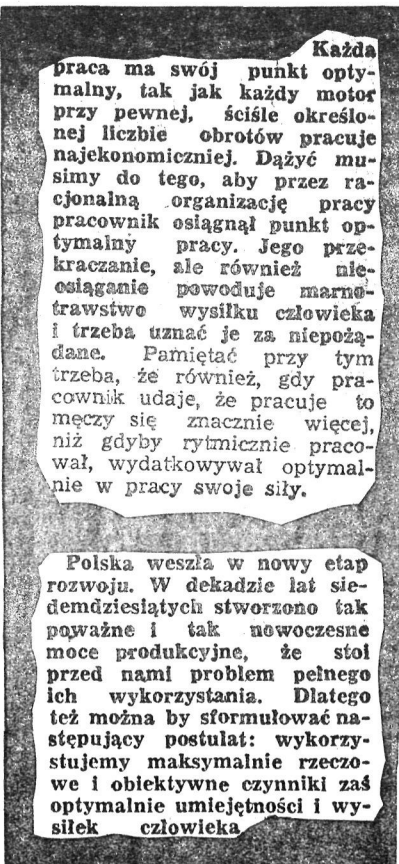 Każda
praca ma swój punkt opty-
malny, tak jak każdy motor
przy pewnej, ściśle określo-
nej liczbie obrotów pracuje
najekonomiczniej. Dążyć mu-
simy do tego, aby przez ra-
cjonalną organizację pracy
pracownik osiągnął punkt op-
tymalny pracy. Jego prze-
kraczanie, ale również nie-
osiąganie powoduje marno-
trawstwo wysiłku człowieka
i trzeba uznać je za niepożą-
dane. Pamiętać przy tym
trzeba, że również, gdy pra-
cownik udaje, że pracuje to
męczy się znacznie więcej,
niż gdyby rytmicznie praco-
wał, wydatkowywał optymal-
nie w pracy swoje siły.
Polska weszła w nowy etap
rozwoju. W dekadzie lat sie-
demdziesiątych stworzono tak
poważne i tak nowoczesne
moce produkcyjne, że stoi
przed nami problem pełnego
ich wykorzystania. Dlatego
też można by sformułować na-
stępujący postulat: wykorzy-
stujemy maksymalnie rzeczo-
we i obiektywne czynniki zaś
optymalnie umiejętności i wy-
siłek człowieka